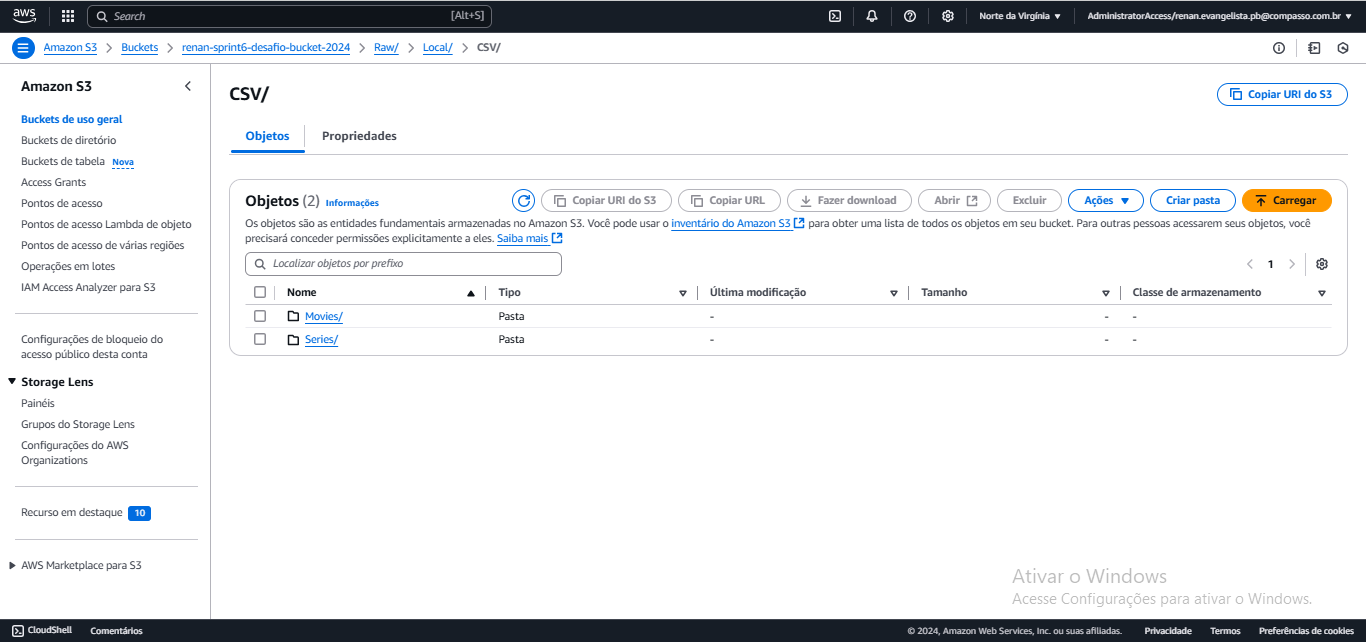 aws
Search [Alt+S]
Norte da Virgínia
AdministratorAccess/renan.evangelista.pb@compasso.com.br
Amazon S3 > Buckets > renan-sprint6-desafio-bucket-2024 > Raw/ > Local/ > CSV/
Amazon S3
Buckets de uso geral
Buckets de diretório
Buckets de tabela Nova
Access Grants
Pontos de acesso
Pontos de acesso Lambda de objeto
Pontos de acesso de várias regiões
Operações em lotes
IAM Access Analyzer para S3
Configurações de bloqueio do
acesso público desta conta
Storage Lens
Painéis
Grupos do Storage Lens
Configurações do AWS
Organizations
Recurso em destaque 10
AWS Marketplace para S3
CSV/
Copiar URI do S3
Objetos Propriedades
Objetos (2) Informações
Copiar URI do S3 Copiar URL Fazer download Abrir Excluir Ações Criar pasta Carregar
Os objetos são as entidades fundamentais armazenadas no Amazon S3. Você pode usar o inventário do Amazon S3 para obter uma lista de todos os objetos em seu bucket. Para outras pessoas acessarem seus objetos, você
precisará conceder permissões explicitamente a eles. Saiba mais
Localizar objetos por prefixo
1
Nome Tipo Última modificação Tamanho Classe de armazenamento
Movies/ Pasta - - -
Series/ Pasta - - -
Ativar o Windows
Acesse Configurações para ativar o Windows.
CloudShell Comentários
© 2024, Amazon Web Services, Inc. ou suas afiliadas. Privacidade Termos Preferências de cookies